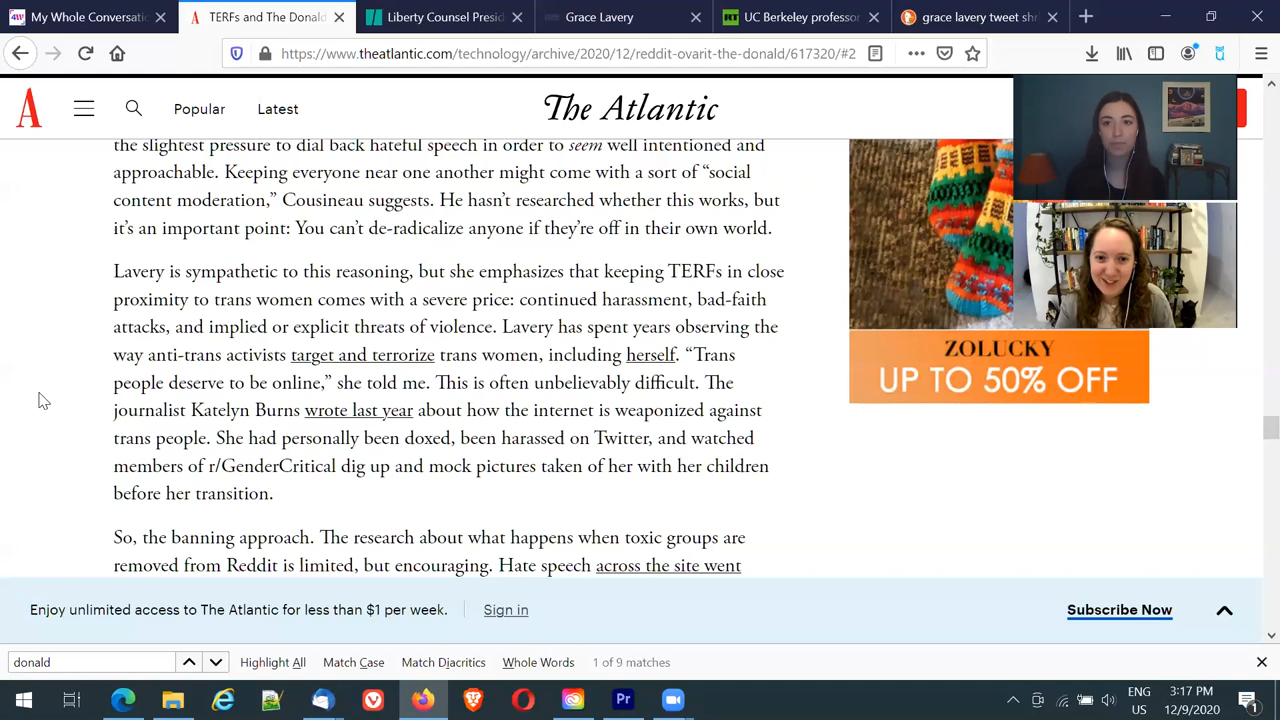 My Whole Conversati
TERFs and The Donald
Liberty Counsel Presid
Grace Lavery
UC Berkeley professor
grace lavery tweet shr
https://www.theatlantic.com/technology/archive/2020/12/reddit-ovarit-the-donald/617320/#2
Popular
Latest
The Atlantic
the slightest pressure to dial back hateful speech in order to seem well intentioned and
approachable. Keeping everyone near one another might come with a sort of “social
content moderation,” Cousineau suggests. He hasn’t researched whether this works, but
it’s an important point: You can’t de-radicalize anyone if they’re off in their own world.
Lavery is sympathetic to this reasoning, but she emphasizes that keeping TERFs in close
proximity to trans women comes with a severe price: continued harassment, bad-faith
attacks, and implied or explicit threats of violence. Lavery has spent years observing the
way anti-trans activists target and terrorize trans women, including herself. “Trans
people deserve to be online,” she told me. This is often unbelievably difficult. The
journalist Katelyn Burns wrote last year about how the internet is weaponized against
trans people. She had personally been doxed, been harassed on Twitter, and watched
members of r/GenderCritical dig up and mock pictures taken of her with her children
before her transition.
So, the banning approach. The research about what happens when toxic groups are
removed from Reddit is limited, but encouraging. Hate speech across the site went
ZOLUCKY
UP TO 50% OFF
Enjoy unlimited access to The Atlantic for less than $1 per week.
Sign in
Subscribe Now
donald
Highlight All
Match Case
Match Diacritics
Whole Words
1 of 9 matches
ENG
US
3:17 PM
12/9/2020